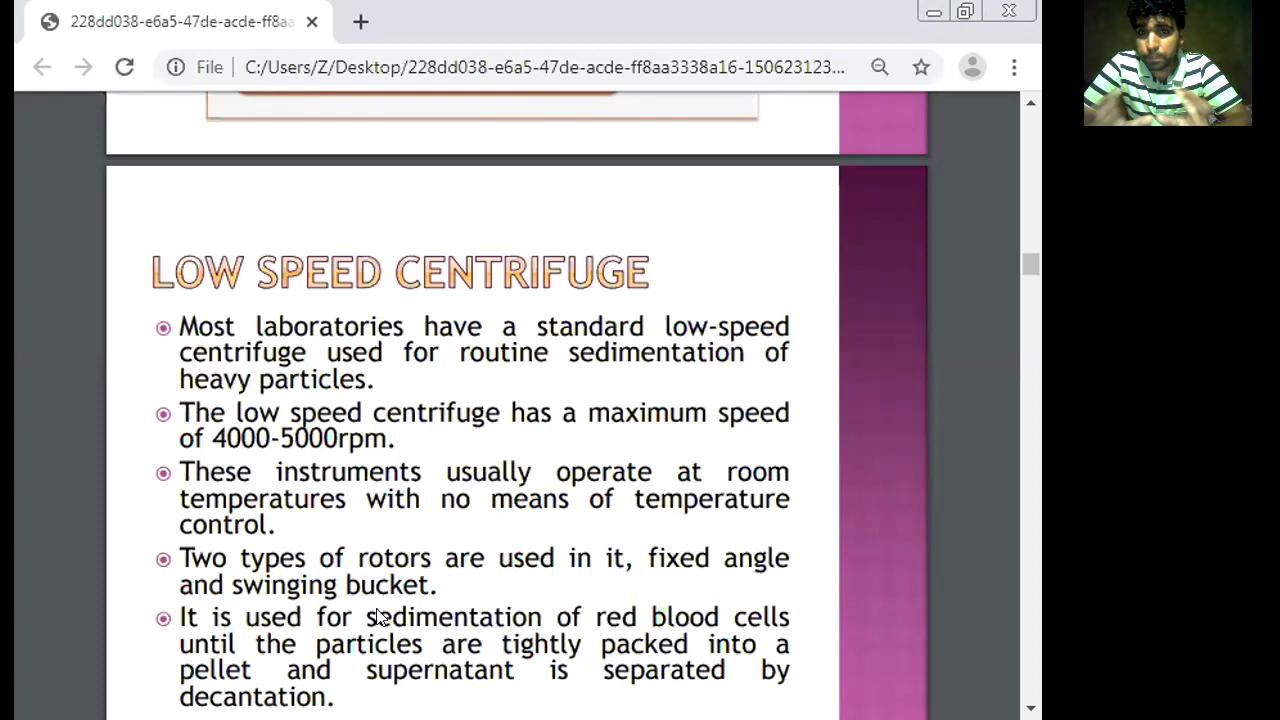 228dd038-e6a5-47de-acde-ff8aa
File
C:/Users/Z/Desktop/228dd038-e6a5-47de-acde-ff8aa3338a16-150623123...
LOW SPEED CENTRIFUGE
Most laboratories have a standard low-speed
centrifuge used for routine sedimentation of
heavy particles.
The low speed centrifuge has a maximum speed
of 4000-5000rpm.
These instruments usually operate at room
temperatures with no means of temperature
control.
Two types of rotors are used in it, fixed angle
and swinging bucket.
It is used for sedimentation of red blood cells
until the particles are tightly packed into a
pellet and supernatant is separated by
decantation.